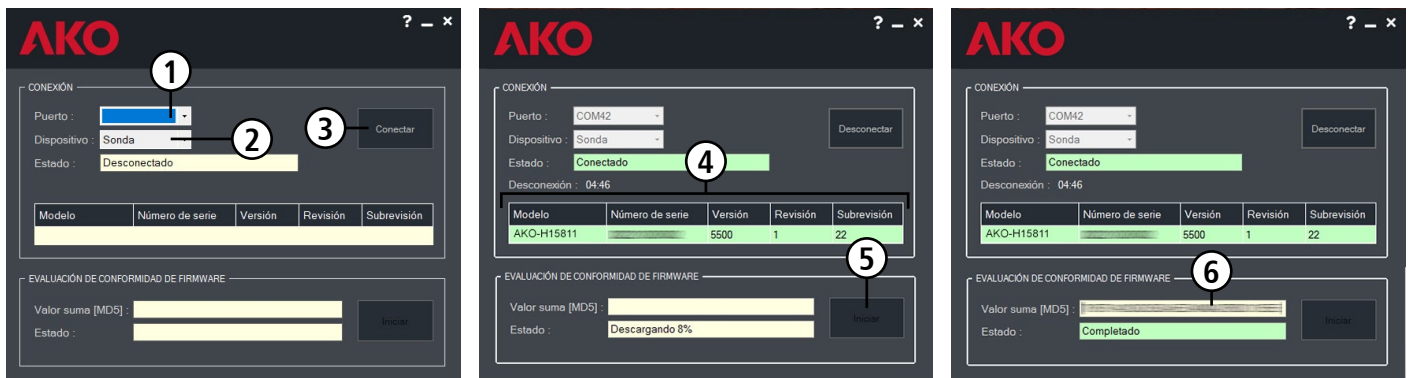 AKO
? _ ×
CONEXIÓN
1
Puerto :
Dispositivo : Sonda
2
3
Conectar
Estado : Desconectado
Modelo Número de serie Versión Revisión Subrevisión
EVALUACIÓN DE CONFORMIDAD DE FIRMWARE
Valor suma [MD5] :
Iniciar
Estado :
AKO
? _ ×
CONEXIÓN
Puerto : COM42
Desconectar
Dispositivo : Sonda
Estado : Conectado
4
Desconexión : 04:46
Modelo Número de serie Versión Revisión Subrevisión
AKO-H15811 5500 1 22
5
EVALUACIÓN DE CONFORMIDAD DE FIRMWARE
Valor suma [MD5] :
Iniciar
Estado : Descargando 8%
AKO
? _ ×
CONEXIÓN
Puerto : COM42
Desconectar
Dispositivo : Sonda
Estado : Conectado
Desconexión : 04:46
Modelo Número de serie Versión Revisión Subrevisión
AKO-H15811 5500 1 22
6
EVALUACIÓN DE CONFORMIDAD DE FIRMWARE
Valor suma [MD5] :
Iniciar
Estado : Completado